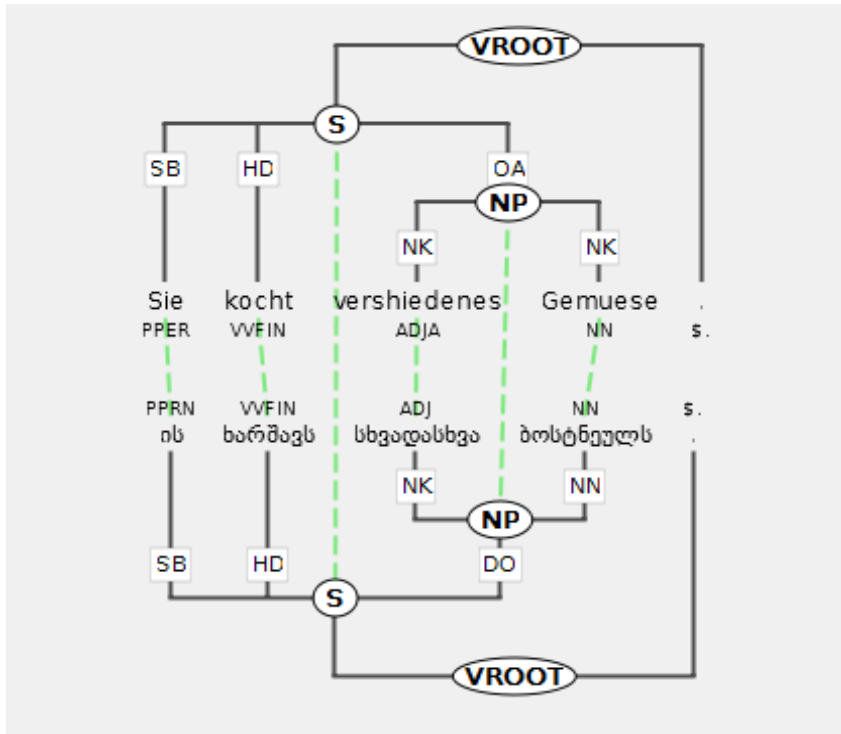 VROOT
S
SB HD OA
NP
NK NK
Sie kocht vershiedenes Gemuese .
PPER VVFIN ADJA NN $.
PPRN VVFIN ADJ NN $.
ის ხარშავს სხვადასხვა ბოსტნეულს .
NK NN
NP
SB HD DO
S
VROOT